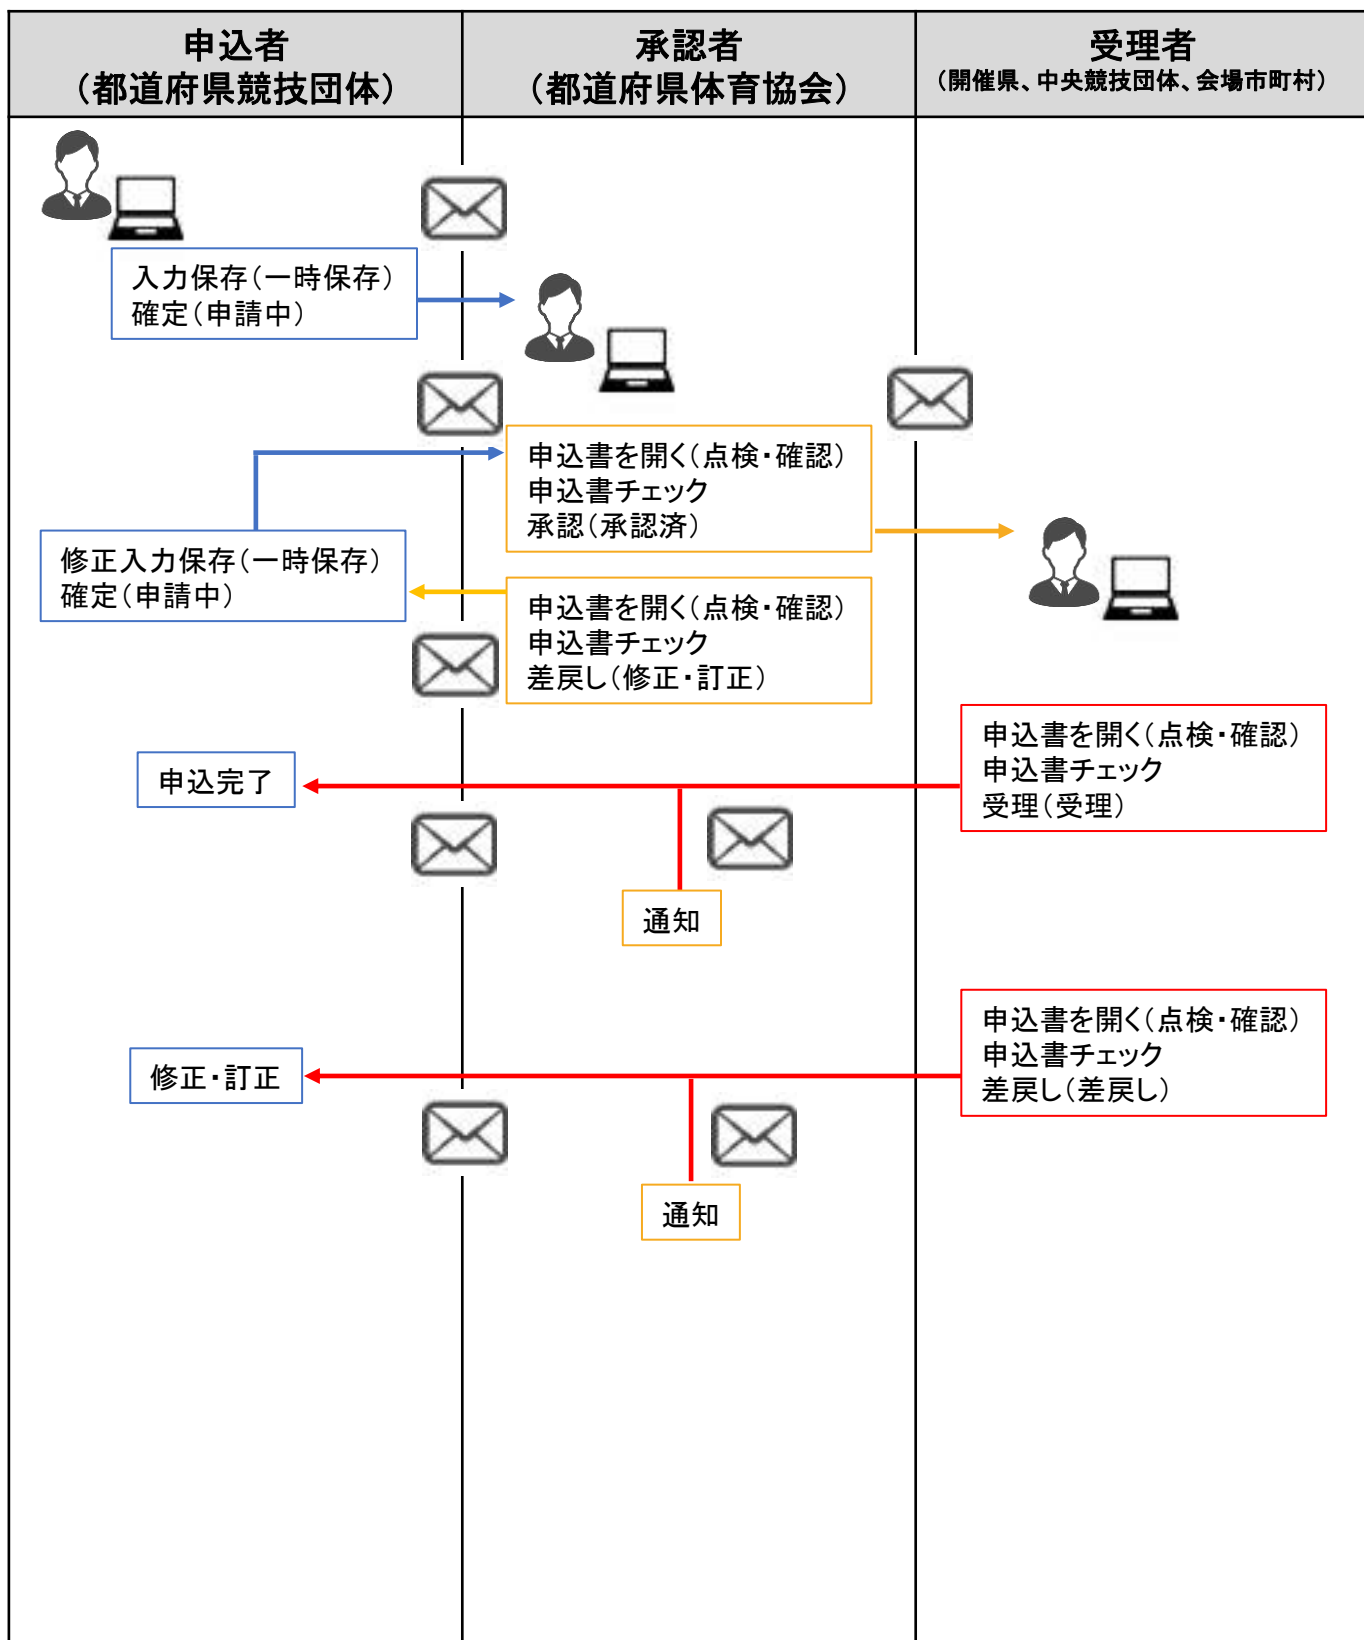 申込者
（都道府県競技団体）
承認者
（都道府県体育協会）
受理者
（開催県、中央競技団体、会場市町村）
入力保存（一時保存）
確定（申請中）
申込書を開く（点検・確認）
申込書チェック
承認（承認済）
修正入力保存（一時保存）
確定（申請中）
申込書を開く（点検・確認）
申込書チェック
差戻し（修正・訂正）
申込書を開く（点検・確認）
申込書チェック
受理（受理）
申込完了
通知
申込書を開く（点検・確認）
申込書チェック
差戻し（差戻し）
修正・訂正
通知